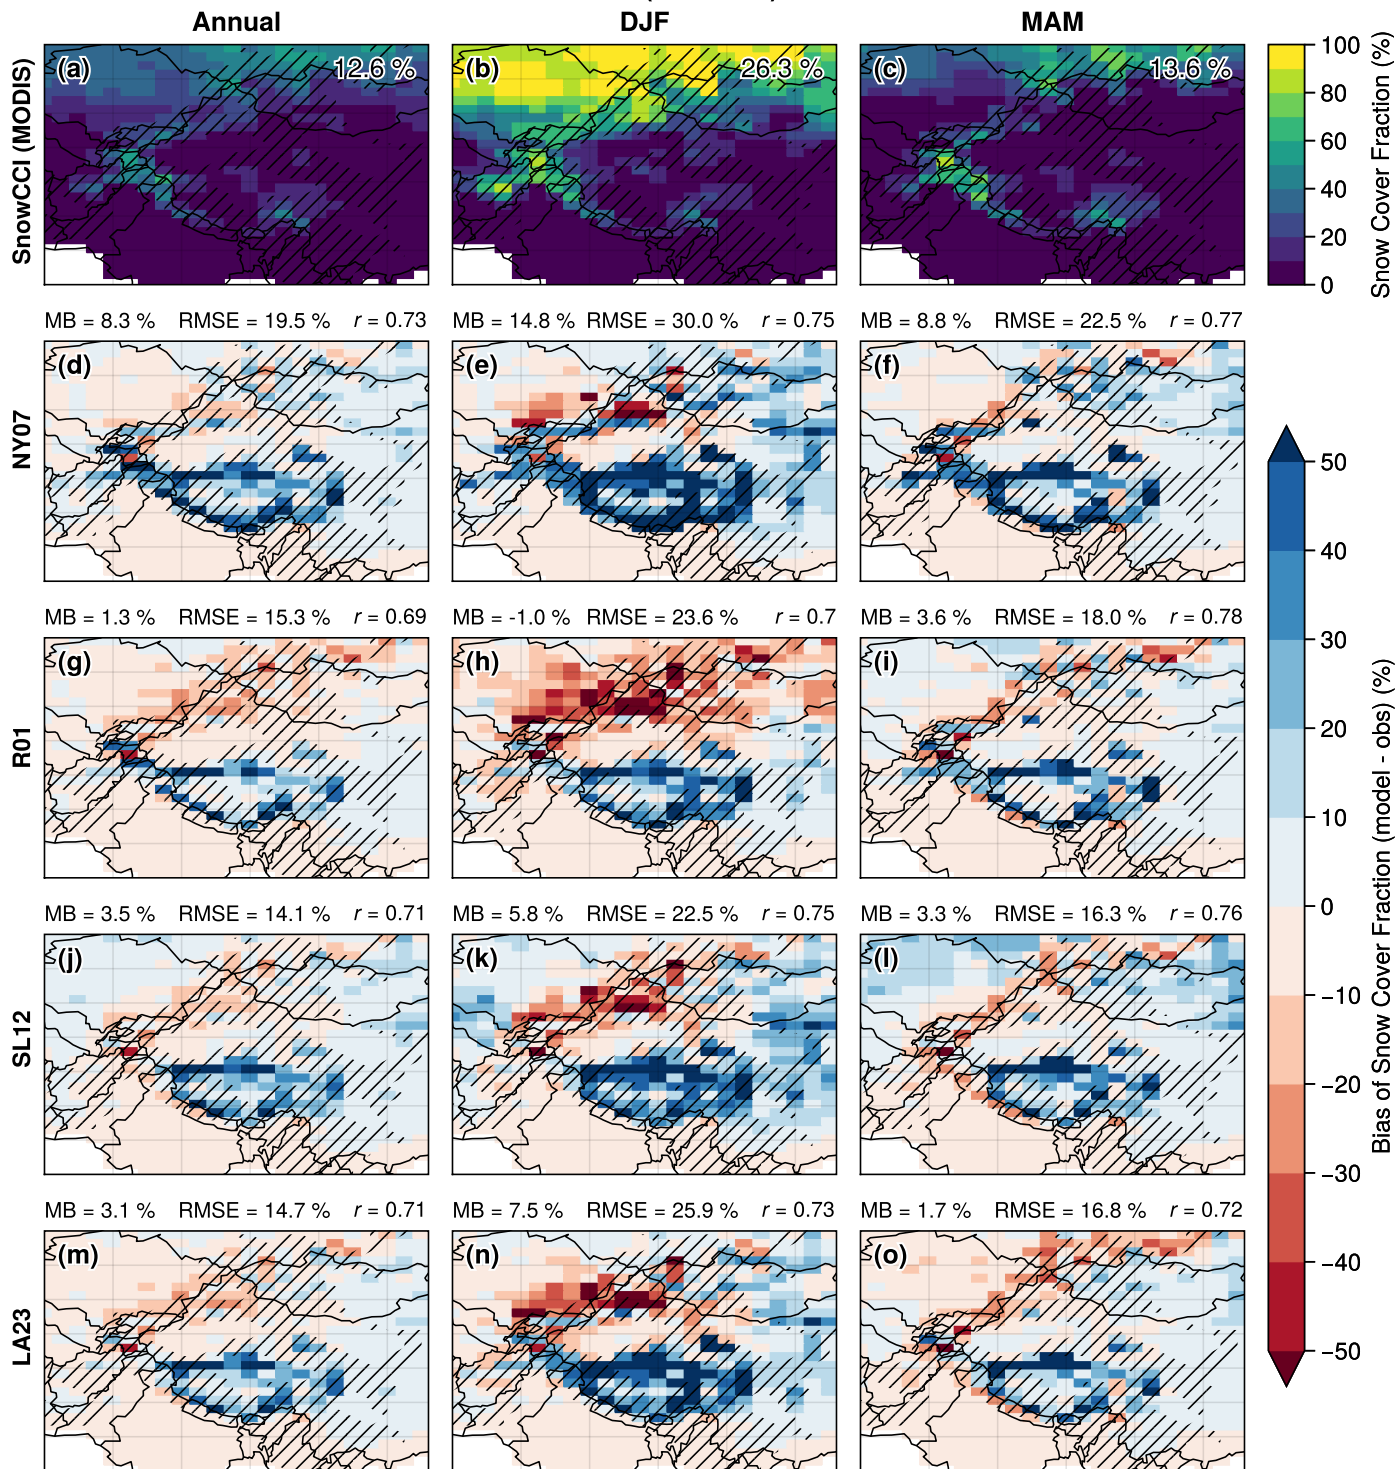 Annual DJF MAM
SnowCCI (MODIS)
(a) 12.6 %
(b) 26.3 %
(c) 13.6 %
100
80
60
40
20
0
Snow Cover Fraction (%)
MB = 8.3 % RMSE = 19.5 % r = 0.73
MB = 14.8 % RMSE = 30.0 % r = 0.75
MB = 8.8 % RMSE = 22.5 % r = 0.77
NY07
(d)
(e)
(f)
MB = 1.3 % RMSE = 15.3 % r = 0.69
MB = -1.0 % RMSE = 23.6 % r = 0.7
MB = 3.6 % RMSE = 18.0 % r = 0.78
R01
(g)
(h)
(i)
MB = 3.5 % RMSE = 14.1 % r = 0.71
MB = 5.8 % RMSE = 22.5 % r = 0.75
MB = 3.3 % RMSE = 16.3 % r = 0.76
SL12
(j)
(k)
(l)
MB = 3.1 % RMSE = 14.7 % r = 0.71
MB = 7.5 % RMSE = 25.9 % r = 0.73
MB = 1.7 % RMSE = 16.8 % r = 0.72
LA23
(m)
(n)
(o)
50
40
30
20
10
0
−10
−20
−30
−40
−50
Bias of Snow Cover Fraction (model - obs) (%)